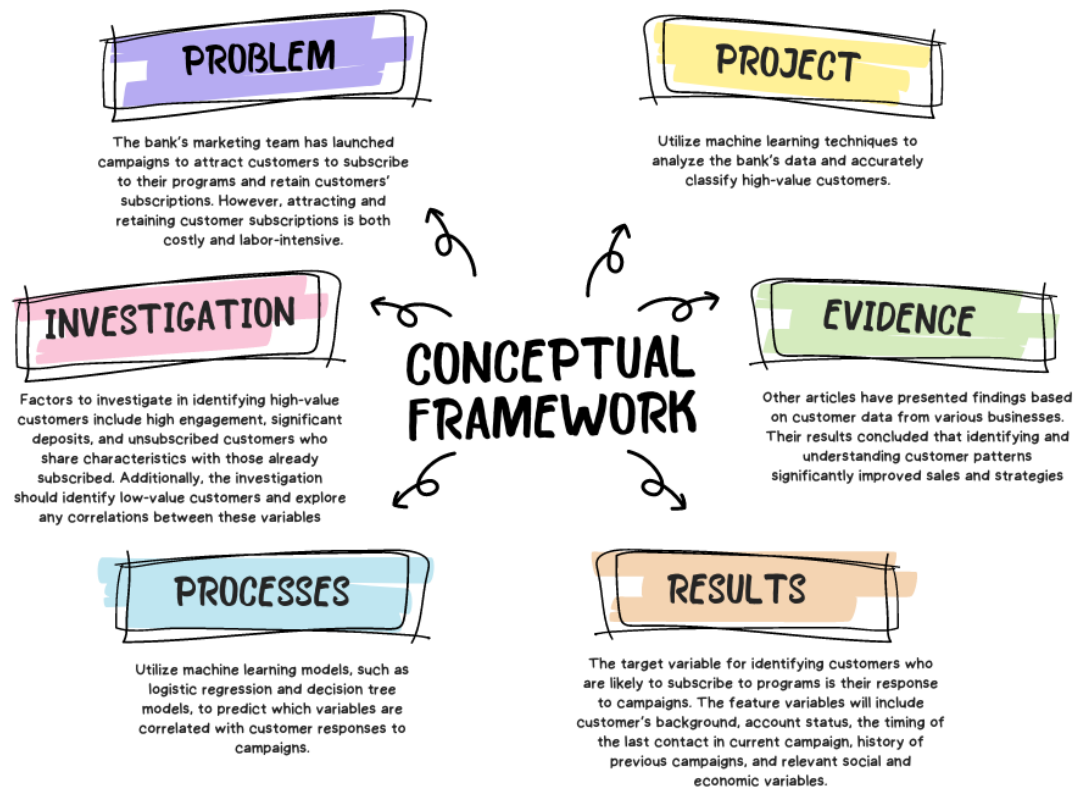 PROBLEM
The bank's marketing team has launched
campaigns to attract customers to subscribe
to their programs and retain customers'
subscriptions. However, attracting and
retaining customer subscriptions is both
costly and labor-intensive.
PROJECT
Utilize machine learning techniques to
analyze the bank's data and accurately
classify high-value customers.
INVESTIGATION
Factors to investigate in identifying high-value
customers include high engagement, significant
deposits, and unsubscribed customers who
share characteristics with those already
subscribed. Additionally, the investigation
should identify low-value customers and explore
any correlations between these variables
CONCEPTUAL
FRAMEWORK
EVIDENCE
Other articles have presented findings based
on customer data from various businesses.
Their results concluded that identifying and
understanding customer patterns
significantly improved sales and strategies
PROCESSES
Utilize machine learning models, such as
logistic regression and decision tree
models, to predict which variables are
correlated with customer responses to
campaigns.
RESULTS
The target variable for identifying customers who
are likely to subscribe to programs is their response
to campaigns. The feature variables will include
customer's background, account status, the timing of
the last contact in current campaign, history of
previous campaigns, and relevant social and
economic variables.